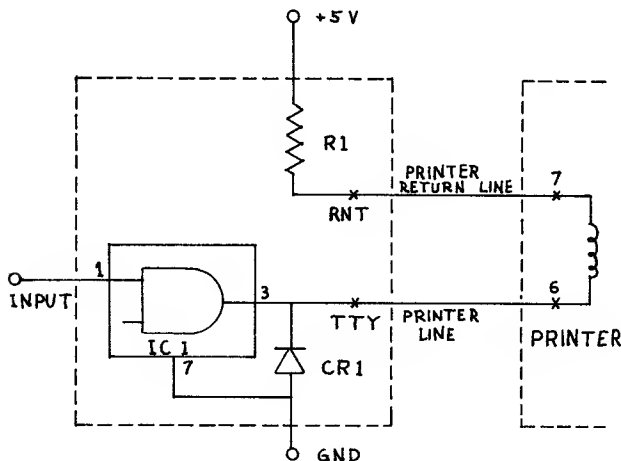 +5 V
R1
PRINTER
RETURN LINE
7
RNT
1
3
6
INPUT
TTY
PRINTER
LINE
PRINTER
IC 1
7
CR1
GND